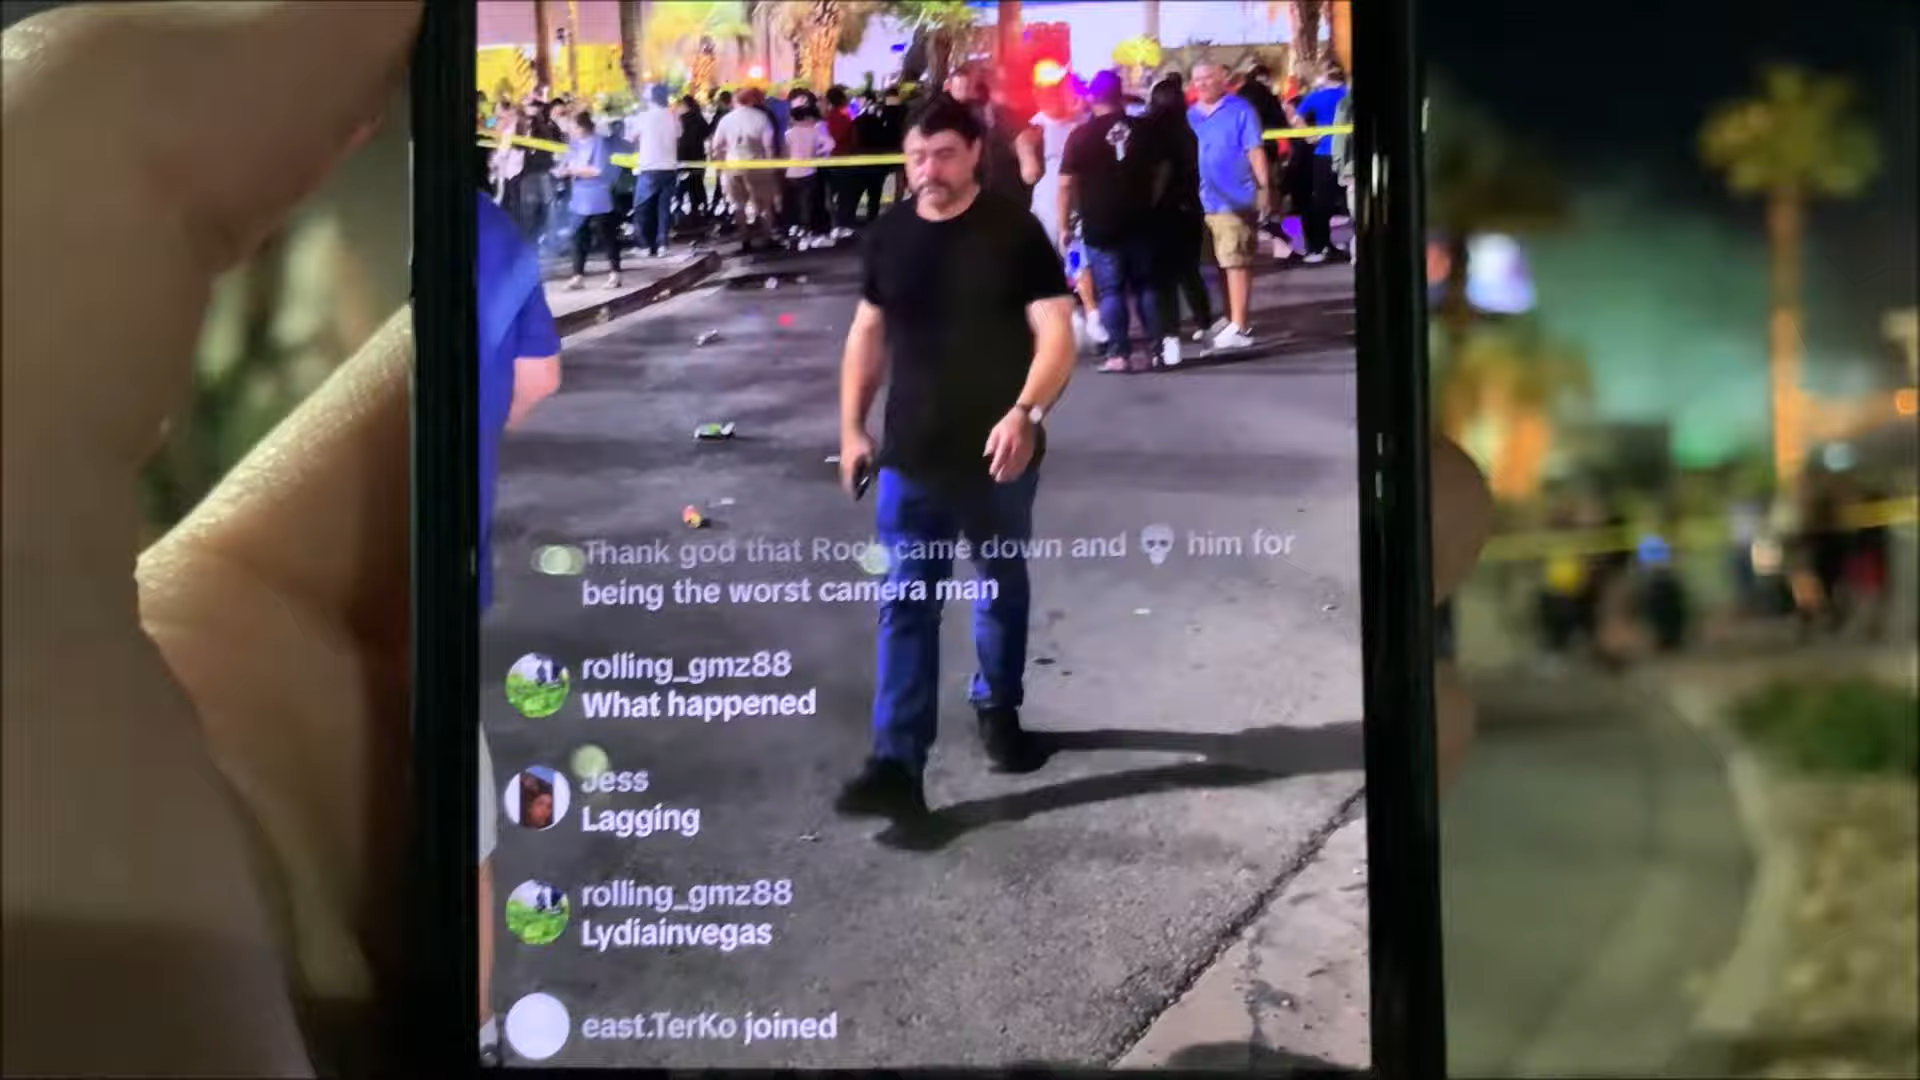 Thank god that Rock came down and 💀 him for
being the worst camera man
rolling_gmz88
What happened
Jess
Lagging
rolling_gmz88
Lydiainvegas
east.TerKo joined